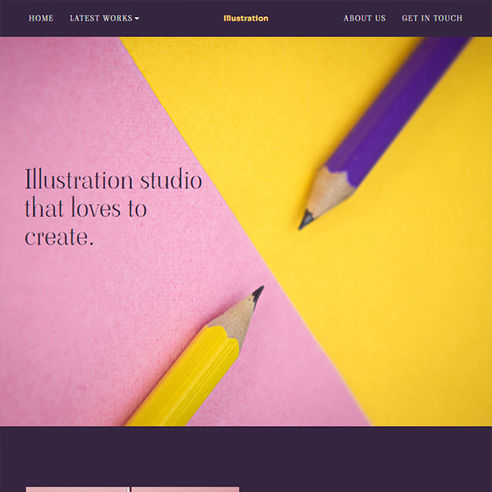 HOME
LATEST WORKS
Illustration
ABOUT US
GET IN TOUCH
Illustration studio
that loves to
create.